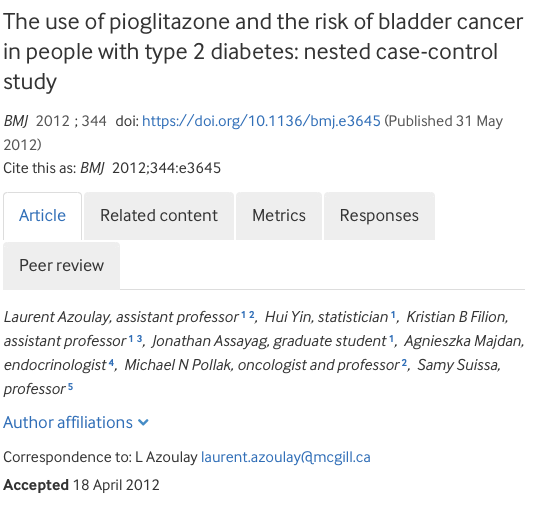 The use of pioglitazone and the risk of bladder cancer
in people with type 2 diabetes: nested case-control
study
BMJ 2012 ; 344 doi: https://doi.org/10.1136/bmj.e3645 (Published 31 May
2012)
Cite this as: BMJ 2012;344:e3645
Article Related content Metrics Responses
Peer review
Laurent Azoulay, assistant professor 1 2, Hui Yin, statistician 1, Kristian B Filion,
assistant professor 1 3, Jonathan Assayag, graduate student 1, Agnieszka Majdan,
endocrinologist 4, Michael N Pollak, oncologist and professor 2, Samy Suissa,
professor 5
Author affiliations
Correspondence to: L Azoulay laurent.azoulay@mcgill.ca
Accepted 18 April 2012